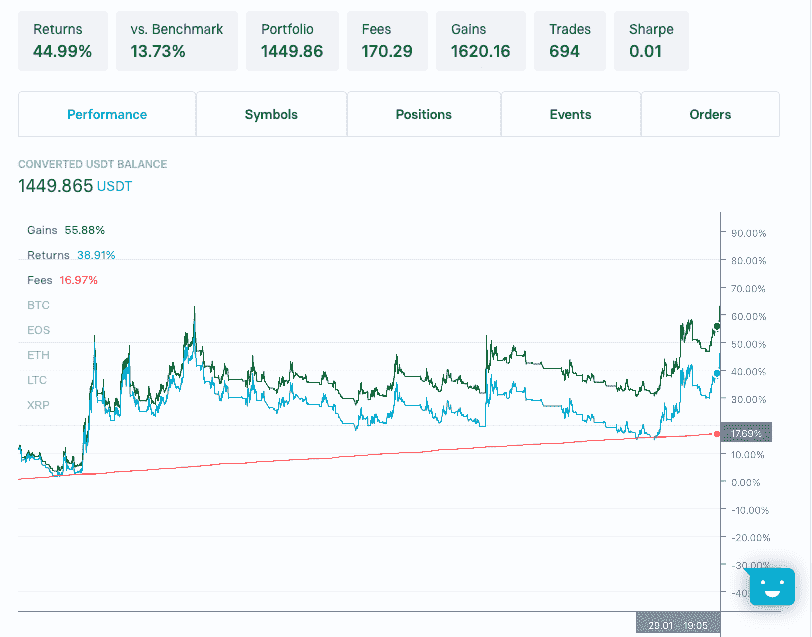 Returns vs. Benchmark Portfolio Fees Gains Trades Sharpe
44.99% 13.73% 1449.86 170.29 1620.16 694 0.01
Performance Symbols Positions Events Orders
CONVERTED USDT BALANCE
1449.865 USDT
Gains 55.88%
Returns 38.91%
Fees 16.97%
BTC
EOS
ETH
LTC
XRP
90.00%
80.00%
70.00%
60.00%
50.00%
40.00%
30.00%
17.69%
10.00%
0.00%
-10.00%
-20.00%
-30.00%
-40
29.01 - 19:05